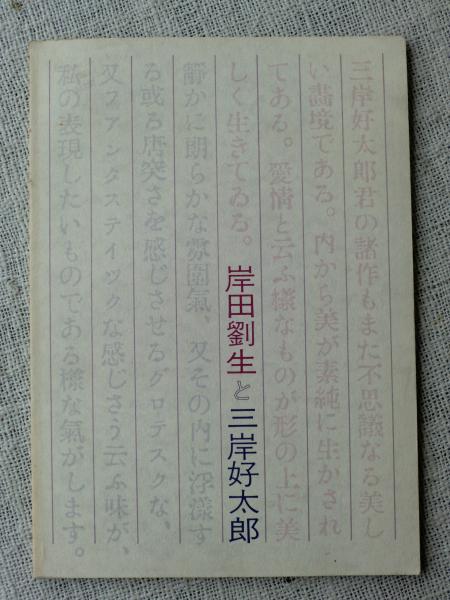 三岸好太郎君の諸作もまた不思議なる美し
い畵境である。内から美が素純に生かされ
てある。愛情と云ふ樣なものが形の上に美
しく生きてゐる。
岸田劉生と三岸好太郎
靜かに朗らかな雰圍氣、又その内に浮漾す
る或る唐突さを感じさせるグロテスクな、
又フアンタステイツクな感じさう云ふ味が、
私の表現したいものである樣な氣がします。